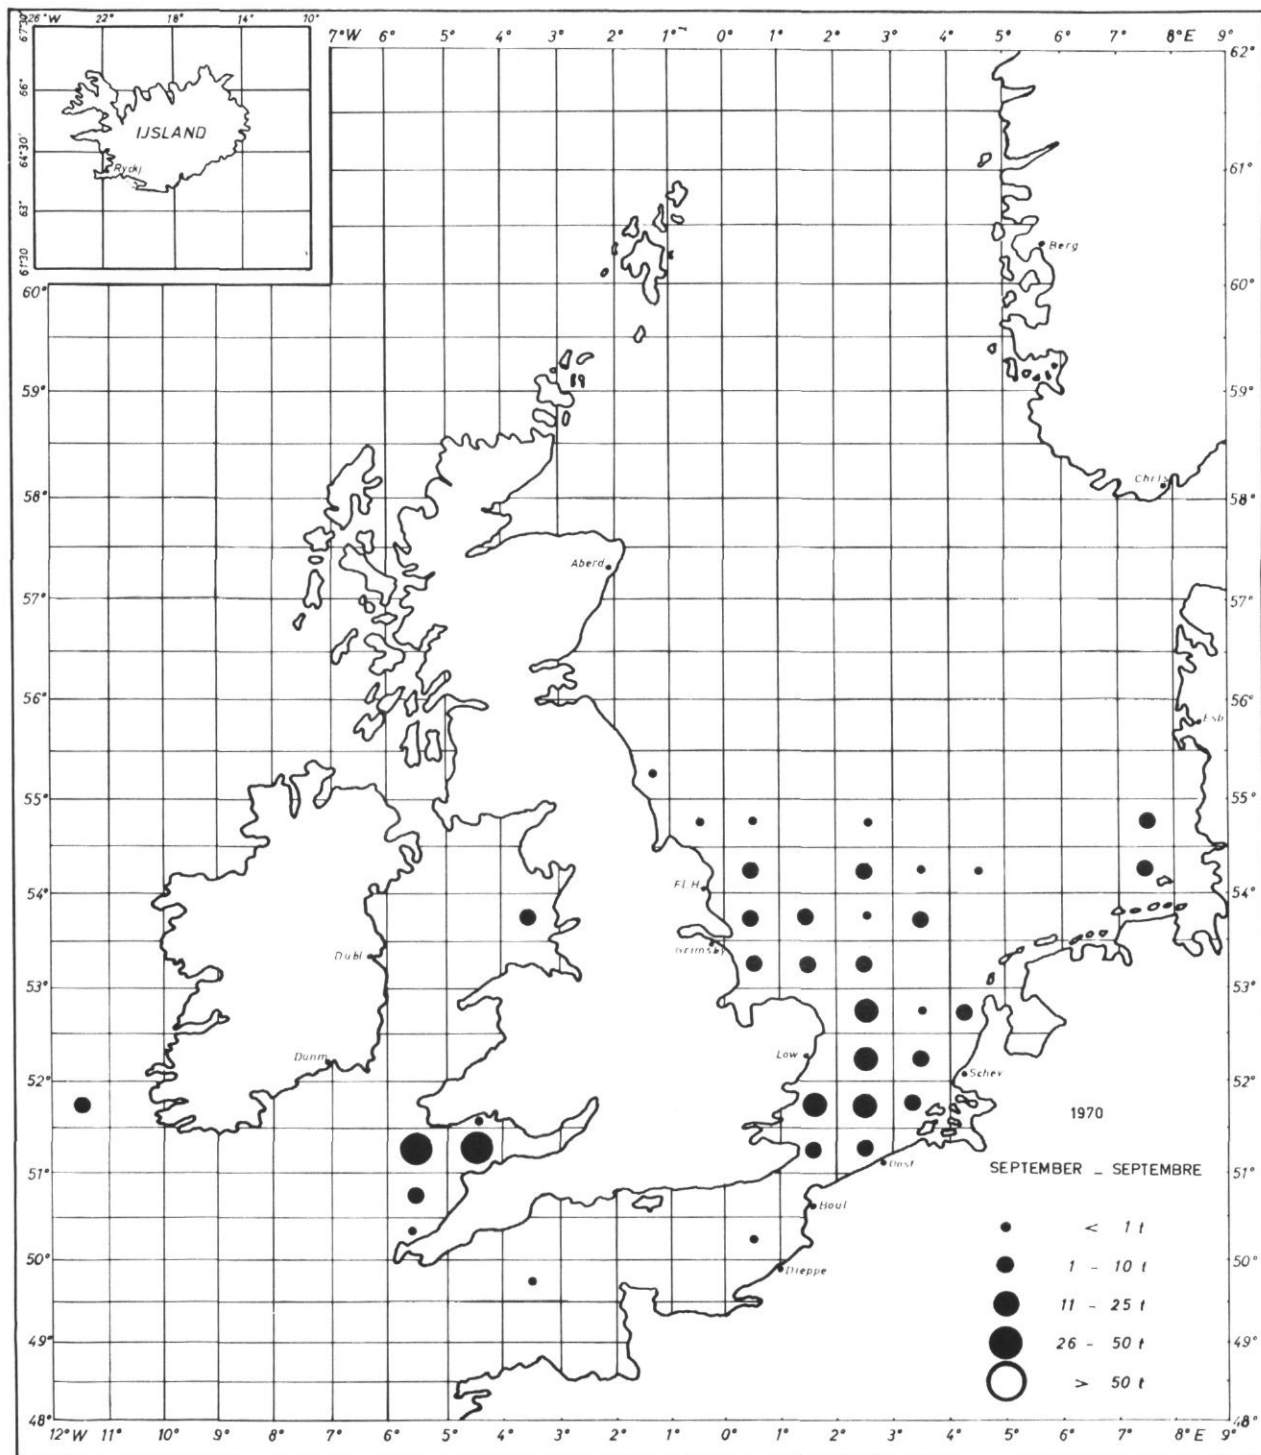 26°W 22° 18° 14° 10°
67°30
66°
64°30
63°
61°30
IJSLAND
Ryckj.
7°W 6° 5° 4° 3° 2° 1° 0° 1° 2° 3° 4° 5° 6° 7° 8°E 9°
62°
61°
Berg
60° 60°
59° 59°
Chris
58° 58°
Aberd
57° 57°
56° 56°
Esb
55° 55°
Fl.H.
54° 54°
Grimsby
Dubl
53° 53°
Low
Dunm
Schev
52° 52°
1970
Oost
51° 51°
SEPTEMBER _ SEPTEMBRE
Boul
< 1 t
50° 50°
Dieppe
1 - 10 t
11 - 25 t
26 - 50 t
49° 49°
> 50 t
48° 48°
12°W 11° 10° 9° 8° 7° 6° 5° 4° 3° 2° 1° 0° 1° 2° 3° 4° 5° 6° 7° 8°E 9°